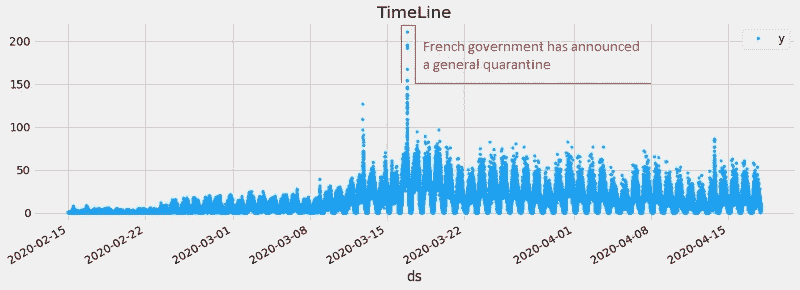 TimeLine
200
150
100
50
0
French government has announced
a general quarantine
y
2020-02-15
2020-02-22
2020-03-01
2020-03-08
2020-03-15
2020-03-22
2020-04-01
2020-04-08
2020-04-15
ds